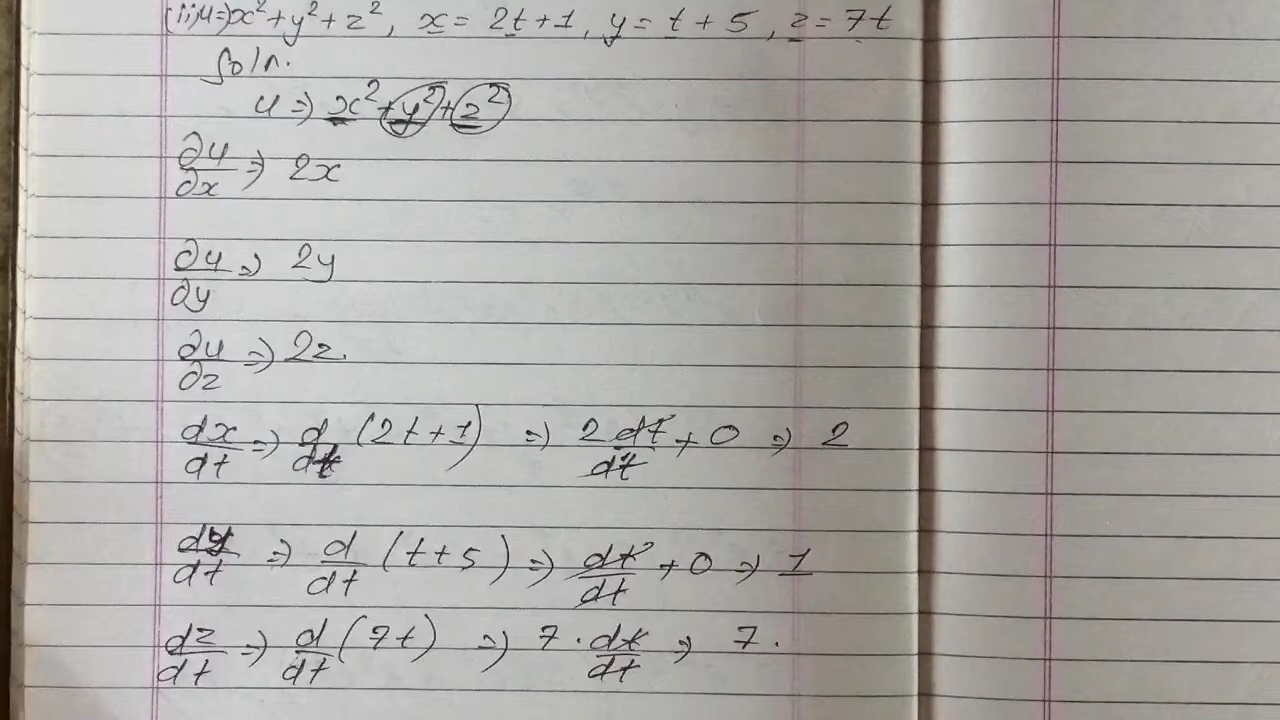 (ii) u => x² + y² + z², x = 2t + 1, y = t + 5, z = 7t
Soln.
u => x² + y² + z²
∂u/∂x => 2x
∂u/∂y => 2y
∂u/∂z => 2z.
dx/dt => d/dt (2t + 1) => 2 dt/dt + 0 => 2
dy/dt => d/dt (t + 5) => dt/dt + 0 => 1
dz/dt => d/dt (7t) => 7 · dt/dt => 7.